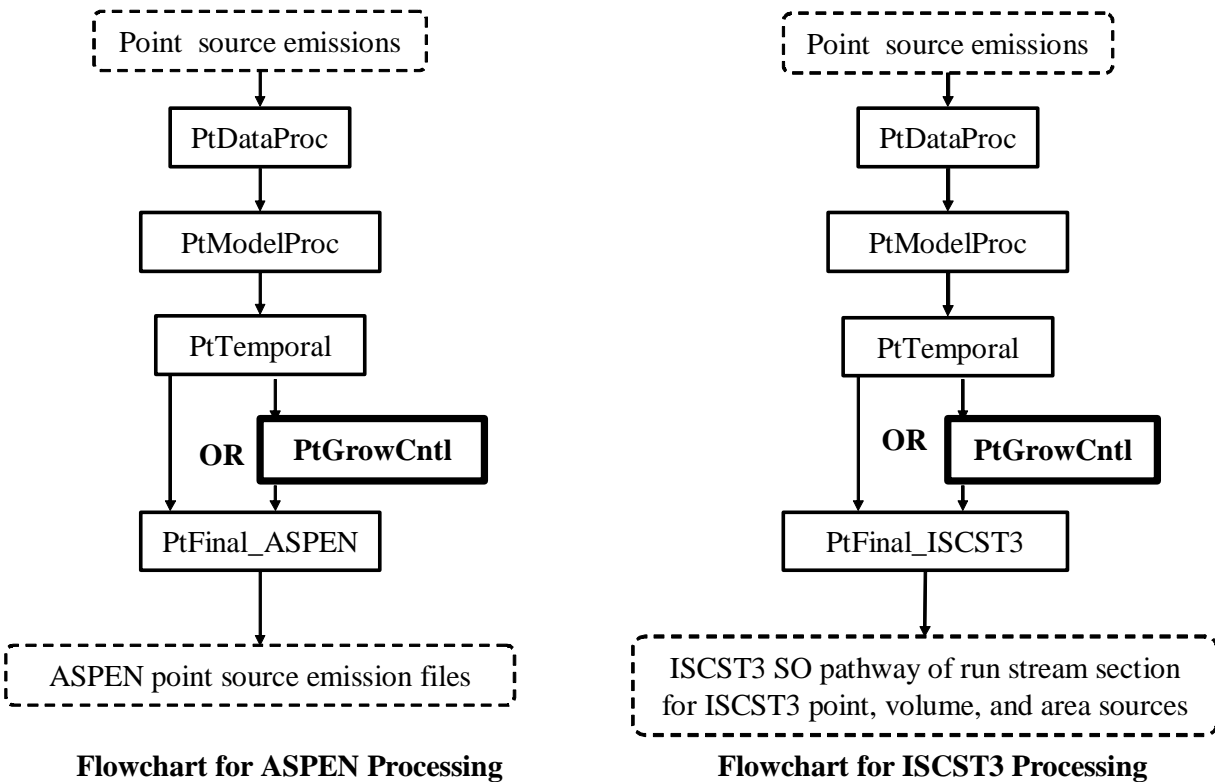 Point source emissions
PtDataProc
PtModelProc
PtTemporal
OR
PtGrowCntl
PtFinal_ASPEN
ASPEN point source emission files
Flowchart for ASPEN Processing
Point source emissions
PtDataProc
PtModelProc
PtTemporal
OR
PtGrowCntl
PtFinal_ISCST3
ISCST3 SO pathway of run stream section
for ISCST3 point, volume, and area sources
Flowchart for ISCST3 Processing